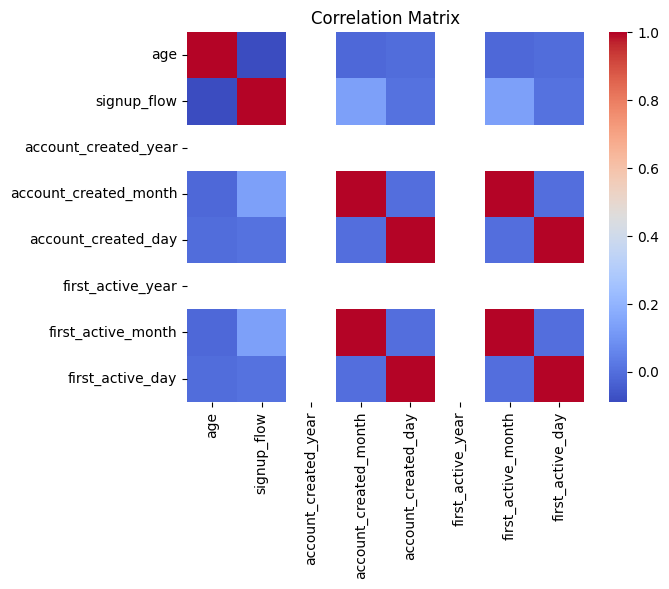 Correlation Matrix
age
signup_flow
account_created_year
account_created_month
account_created_day
first_active_year
first_active_month
first_active_day
age
signup_flow
account_created_year
account_created_month
account_created_day
first_active_year
first_active_month
first_active_day
1.0
0.8
0.6
0.4
0.2
0.0